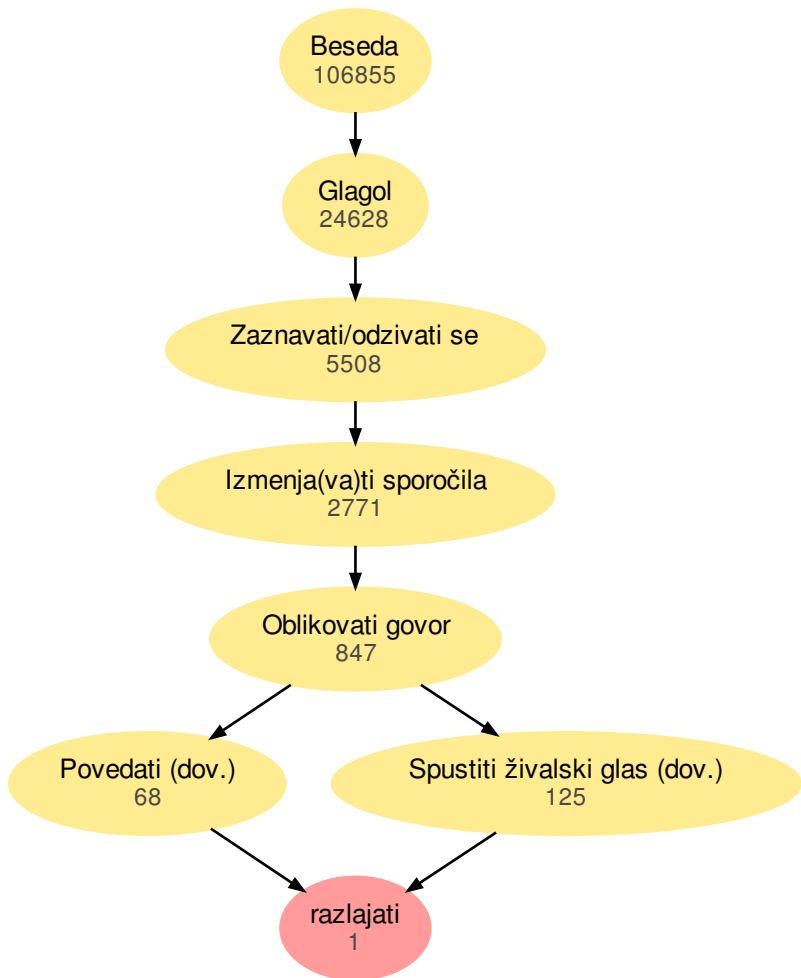 Beseda
106855
Glagol
24628
Zaznavati/odzivati se
5508
Izmenja(va)ti sporočila
2771
Oblikovati govor
847
Povedati (dov.)
68
Spustiti živalski glas (dov.)
125
razlajati
1